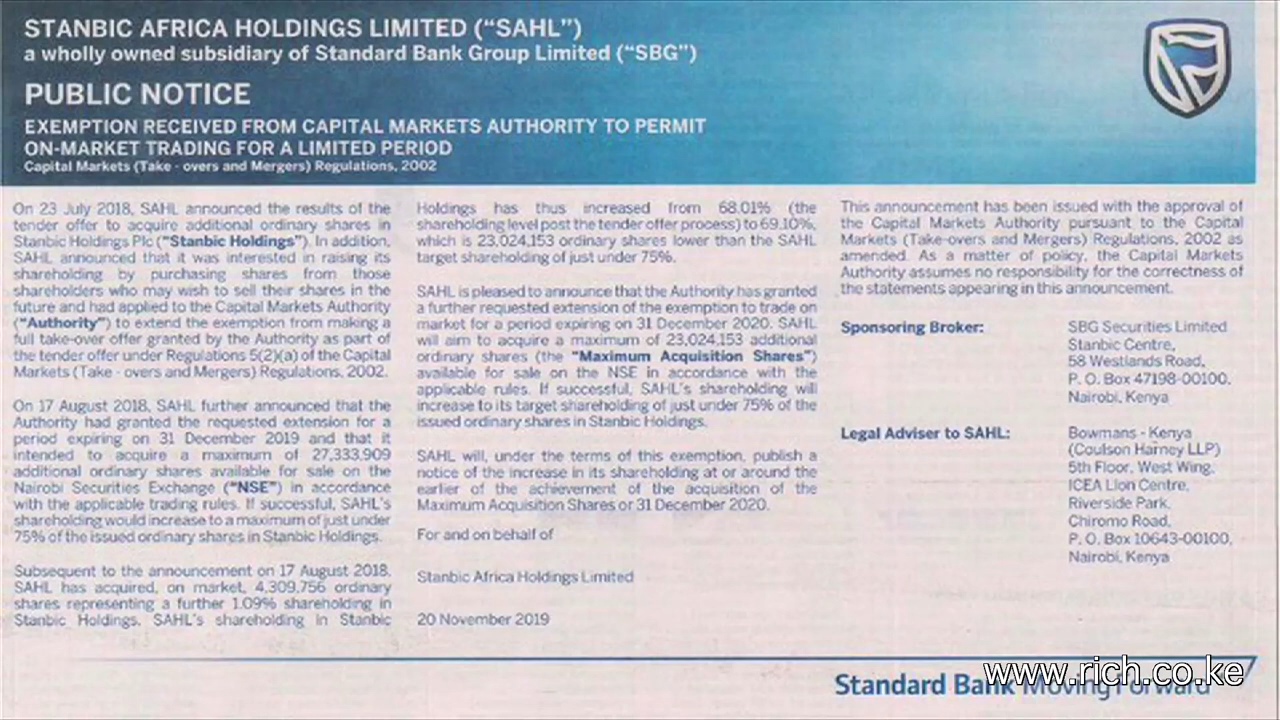 STANBIC AFRICA HOLDINGS LIMITED (“SAHL”)
a wholly owned subsidiary of Standard Bank Group Limited (“SBG”)
PUBLIC NOTICE
EXEMPTION RECEIVED FROM CAPITAL MARKETS AUTHORITY TO PERMIT
ON-MARKET TRADING FOR A LIMITED PERIOD
Capital Markets (Take - overs and Mergers) Regulations, 2002
On 23 July 2018, SAHL announced the results of the
tender offer to acquire additional ordinary shares in
Stanbic Holdings Plc (“Stanbic Holdings”). In addition,
SAHL announced that it was interested in raising its
shareholding by purchasing shares from those
shareholders who may wish to sell their shares in the
future and had applied to the Capital Markets Authority
(“Authority”) to extend the exemption from making a
full take-over offer granted by the Authority as part of
the tender offer under Regulations 5(2)(a) of the Capital
Markets (Take - overs and Mergers) Regulations, 2002.
On 17 August 2018, SAHL further announced that the
Authority had granted the requested extension for a
period expiring on 31 December 2019 and that it
intended to acquire a maximum of 27,333,909
additional ordinary shares available for sale on the
Nairobi Securities Exchange (“NSE”) in accordance
with the applicable trading rules. If successful, SAHL's
shareholding would increase to a maximum of just under
75% of the issued ordinary shares in Stanbic Holdings.
Subsequent to the announcement on 17 August 2018,
SAHL has acquired, on market, 4,309,756 ordinary
shares representing a further 1.09% shareholding in
Stanbic Holdings. SAHL's shareholding in Stanbic
Holdings has thus increased from 68.01% (the
shareholding level post the tender offer process) to 69.10%,
which is 23,024,153 ordinary shares lower than the SAHL
target shareholding of just under 75%.
SAHL is pleased to announce that the Authority has granted
a further requested extension of the exemption to trade on
market for a period expiring on 31 December 2020. SAHL
will aim to acquire a maximum of 23,024,153 additional
ordinary shares (the “Maximum Acquisition Shares”)
available for sale on the NSE in accordance with the
applicable rules. If successful, SAHL's shareholding will
increase to its target shareholding of just under 75% of the
issued ordinary shares in Stanbic Holdings.
SAHL will, under the terms of this exemption, publish a
notice of the increase in its shareholding at or around the
earlier of the achievement of the acquisition of the
Maximum Acquisition Shares or 31 December 2020.
For and on behalf of
Stanbic Africa Holdings Limited
20 November 2019
This announcement has been issued with the approval of
the Capital Markets Authority pursuant to the Capital
Markets (Take-overs and Mergers) Regulations, 2002 as
amended. As a matter of policy, the Capital Markets
Authority assumes no responsibility for the correctness of
the statements appearing in this announcement.
Sponsoring Broker: SBG Securities Limited
Stanbic Centre,
58 Westlands Road,
P. O. Box 47198-00100,
Nairobi, Kenya
Legal Adviser to SAHL: Bowmans - Kenya
(Coulson Harney LLP)
5th Floor, West Wing,
ICEA Lion Centre,
Riverside Park,
Chiromo Road,
P. O. Box 10643-00100,
Nairobi, Kenya
www.rich.co.ke
Standard Bank Moving Forward